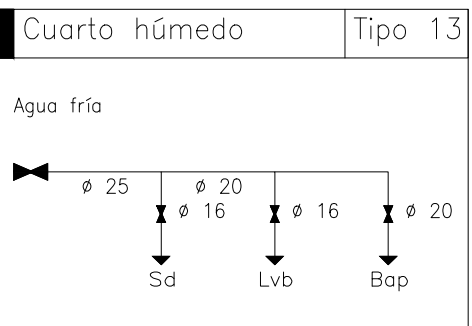 Cuarto húmedo Tipo 13
Agua fría
ø 25 ø 20
ø 16 ø 16 ø 20
Sd Lvb Bap